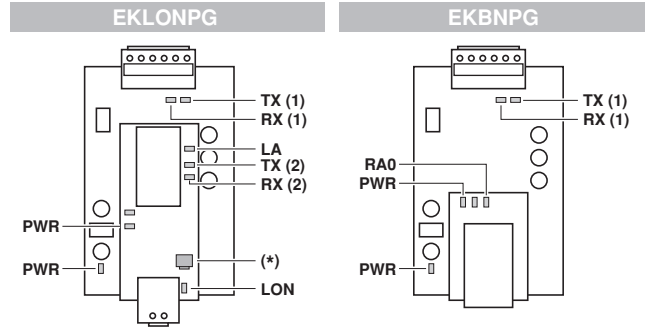 EKLONPG
TX (1)
RX (1)
LA
TX (2)
RX (2)
PWR
PWR
(*)
LON
EKBNPG
TX (1)
RX (1)
RA0
PWR
PWR